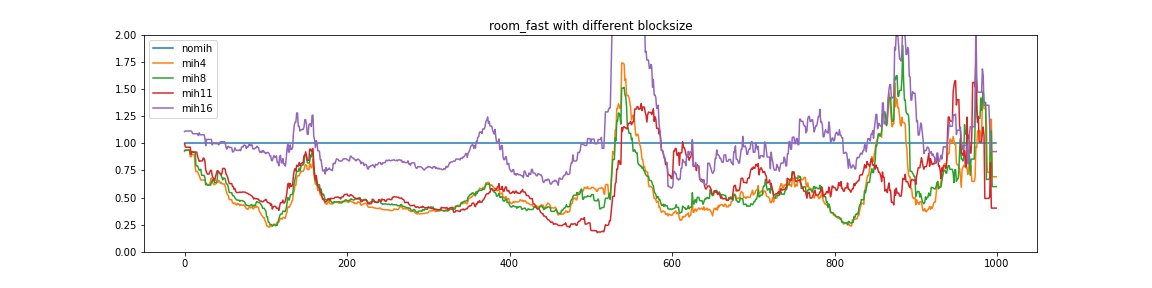 room_fast with different blocksize
2.00
1.75
1.50
1.25
1.00
0.75
0.50
0.25
0.00
nomih
mih4
mih8
mih11
mih16
0 200 400 600 800 1000